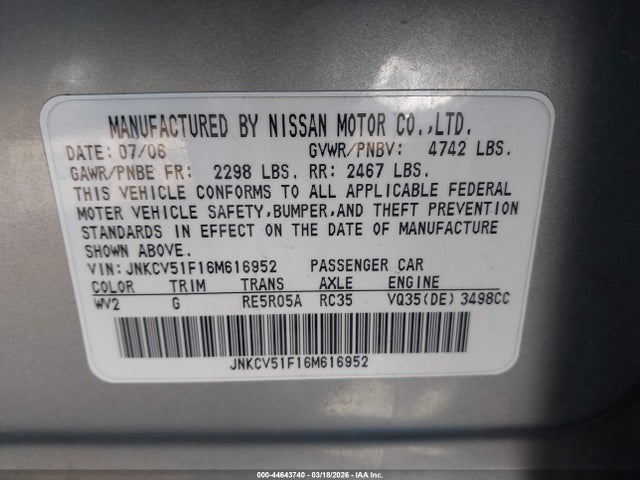 MANUFACTURED BY NISSAN MOTOR CO.,LTD.
DATE: 07/06 GVWR/PNBV: 4742 LBS.
GAWR/PNBE FR: 2298 LBS. RR: 2467 LBS.
THIS VEHICLE CONFORMS TO ALL APPLICABLE FEDERAL
MOTER VEHICLE SAFETY,BUMPER,AND THEFT PREVENTION
STANDARDS IN EFFECT ON THE DATE OF MANUFACTURE
SHOWN ABOVE.
VIN: JNKCV51F16M616952 PASSENGER CAR
COLOR TRIM TRANS AXLE ENGINE
WV2 G RE5R05A RC35 VQ35(DE) 3498CC
JNKCV51F16M616952
000-44643740 - 03/18/2026 - IAA Inc.